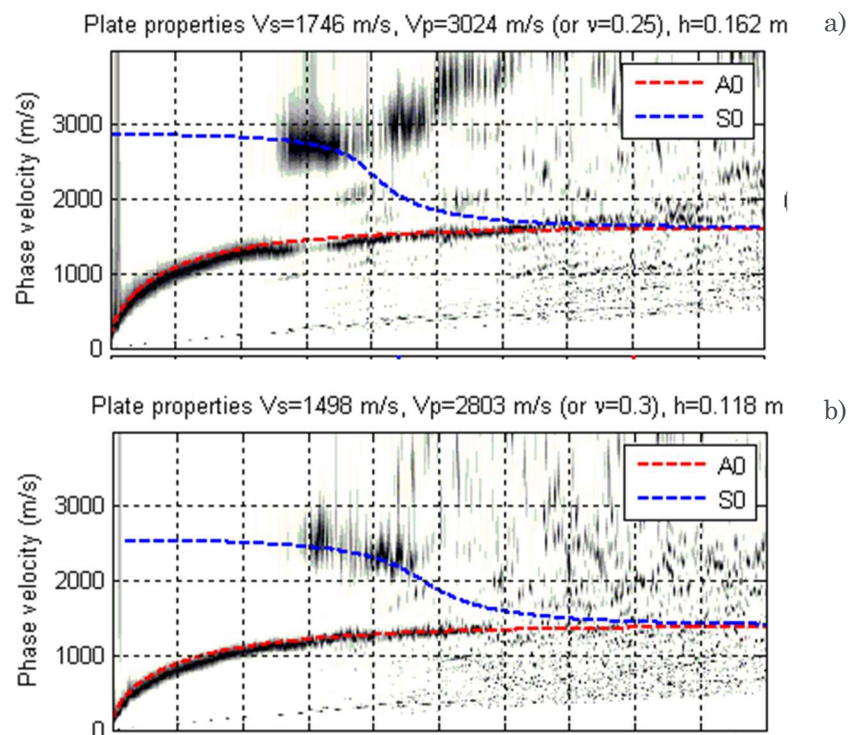 Plate properties Vs=1746 m/s, Vp=3024 m/s (or ν=0.25), h=0.162 m
a)
Phase velocity (m/s)
3000
2000
1000
0
A0
S0
Plate properties Vs=1498 m/s, Vp=2803 m/s (or ν=0.3), h=0.118 m
b)
Phase velocity (m/s)
3000
2000
1000
0
A0
S0